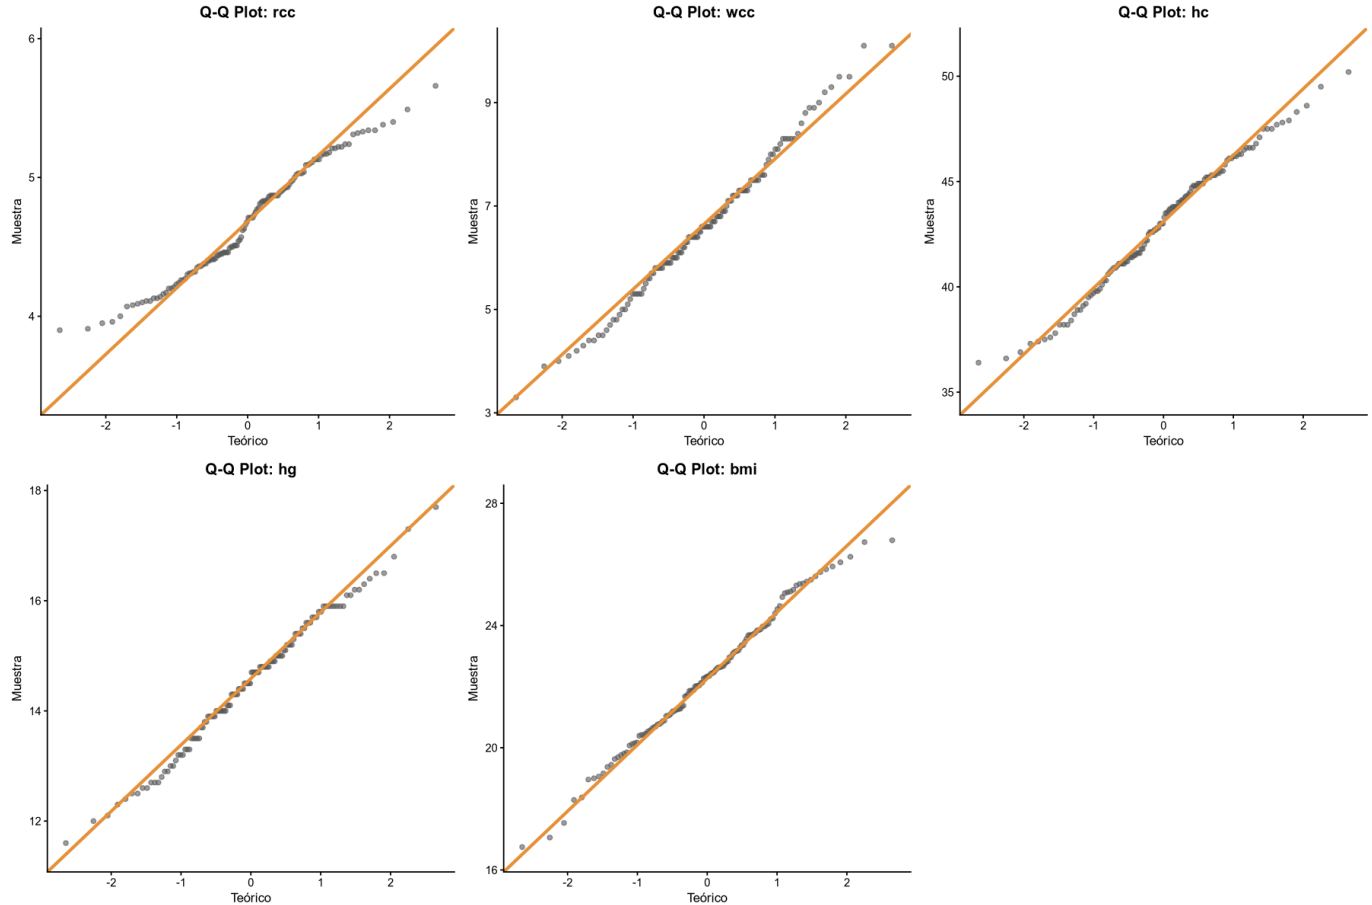 Q-Q Plot: rcc
6
5
4
Muestra
-2 -1 0 1 2
Teórico
Q-Q Plot: wcc
9
7
5
3
Muestra
-2 -1 0 1 2
Teórico
Q-Q Plot: hc
50
45
40
35
Muestra
-2 -1 0 1 2
Teórico
Q-Q Plot: hg
18
16
14
12
Muestra
-2 -1 0 1 2
Teórico
Q-Q Plot: bmi
28
24
20
16
Muestra
-2 -1 0 1 2
Teórico